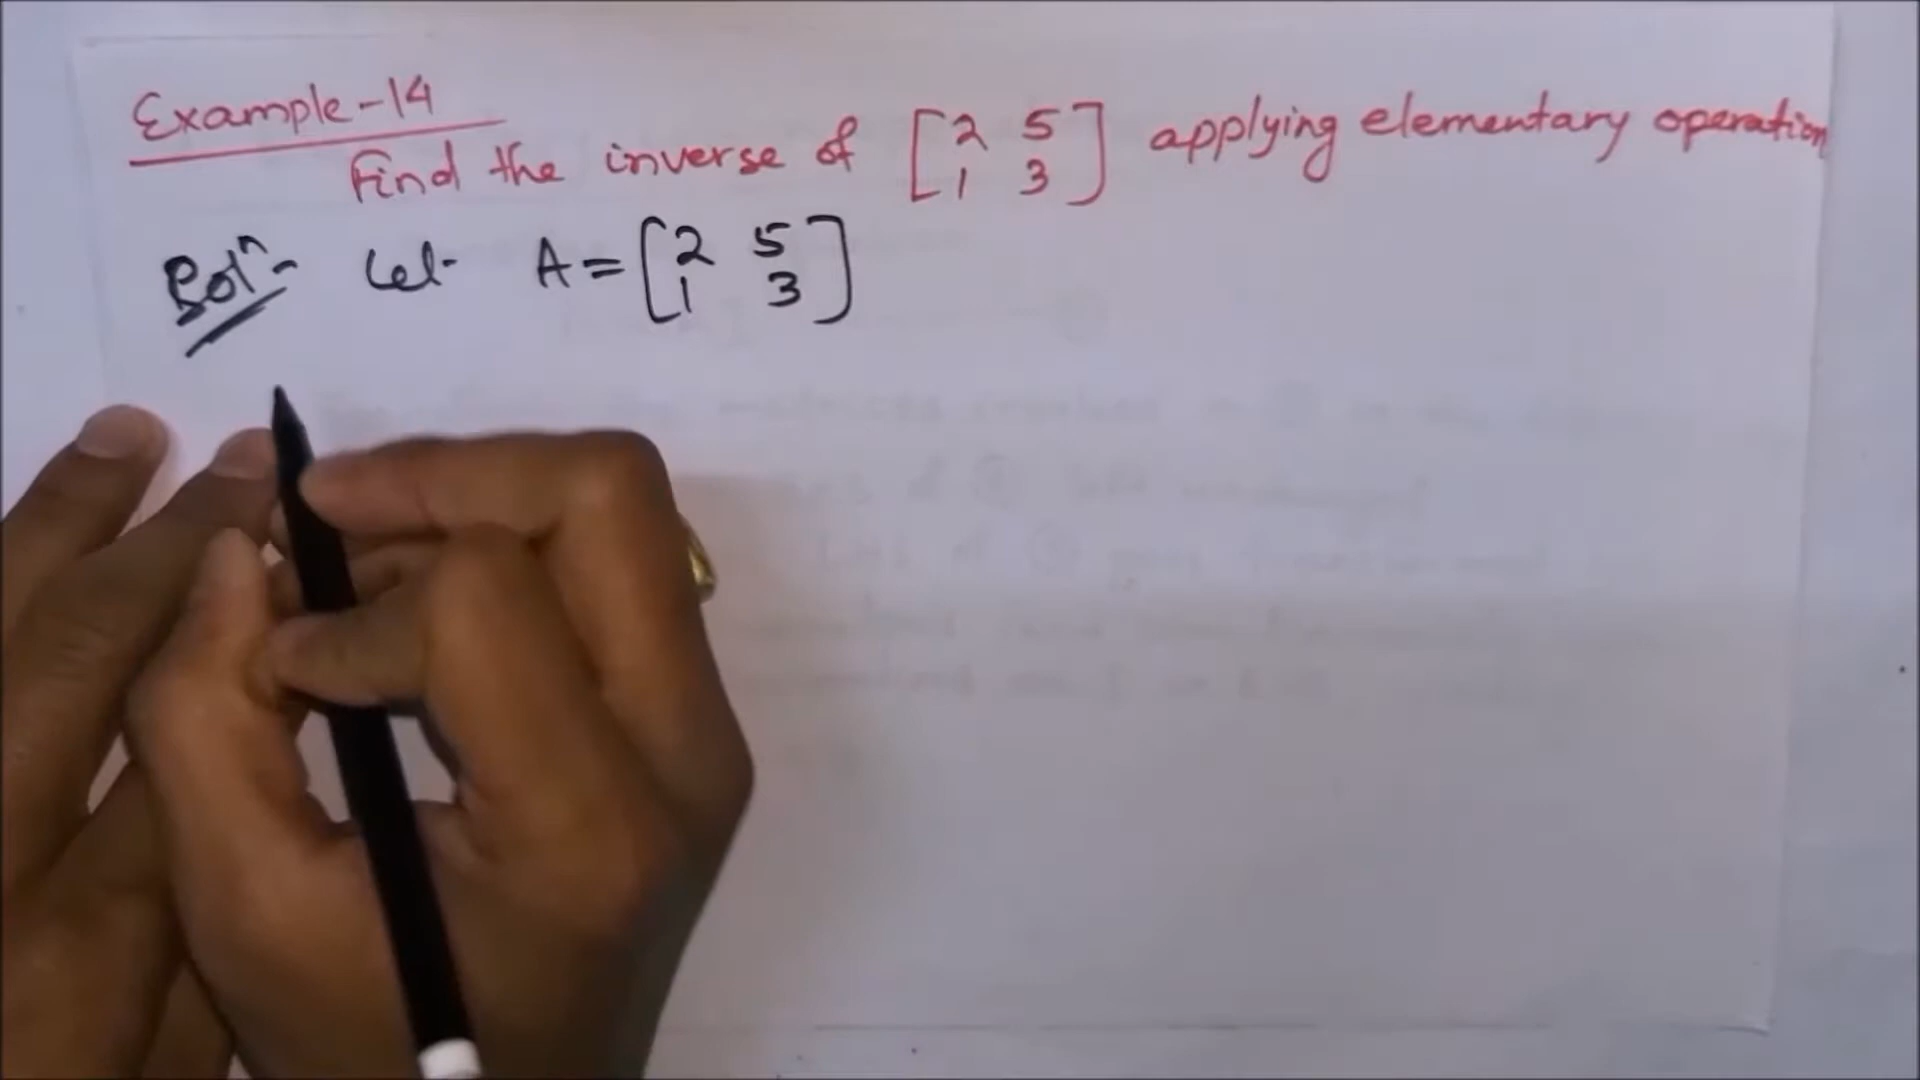 Example-14
Find the inverse of [2 5 applying elementary operation
1 3]
Solⁿ- Let A = [2 5
1 3]